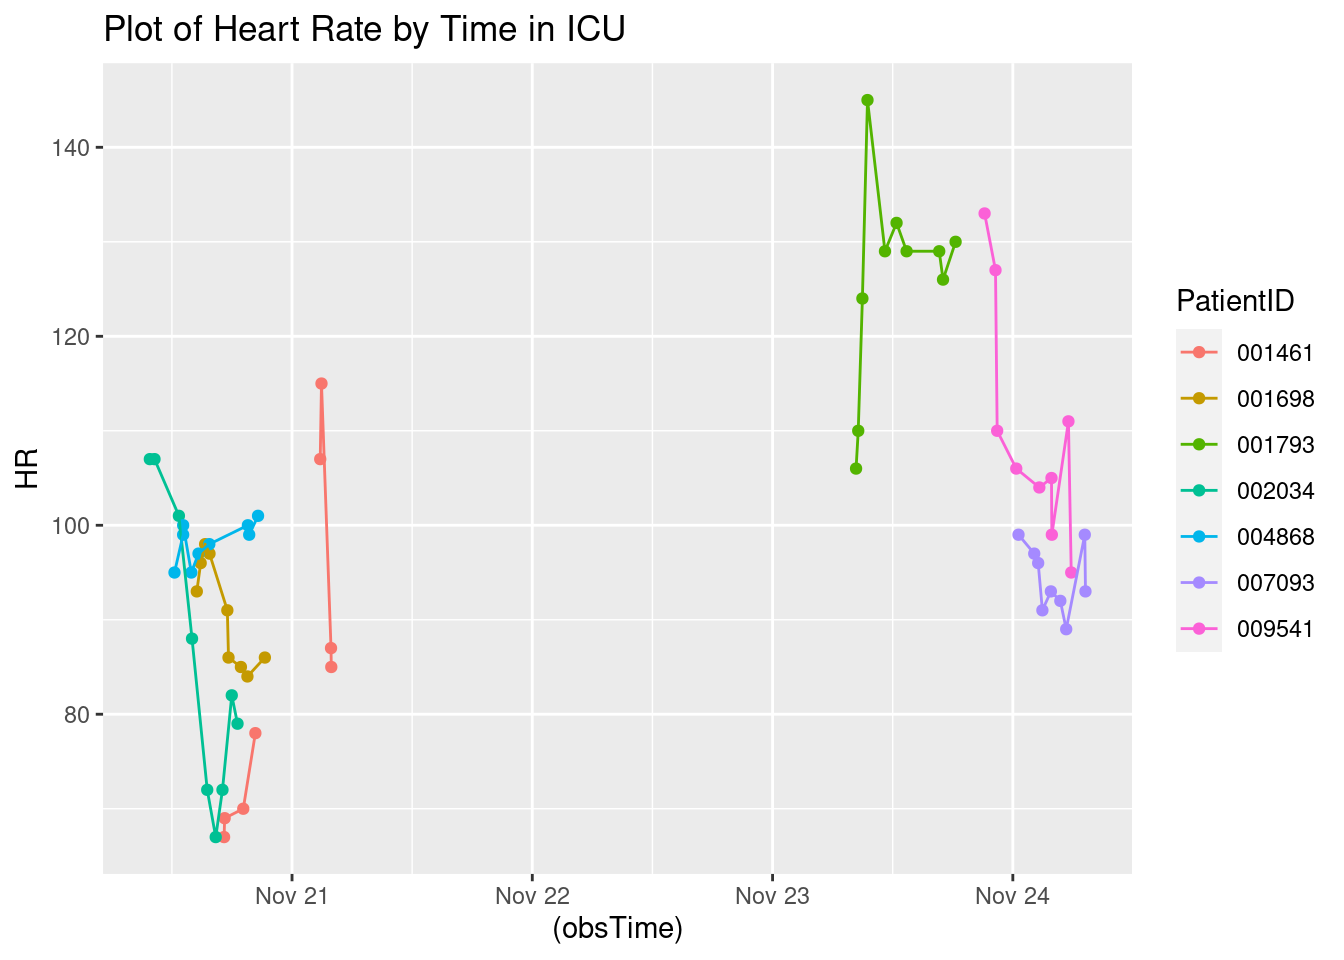 Plot of Heart Rate by Time in ICU
HR
140
120
100
80
Nov 21
Nov 22
Nov 23
Nov 24
(obsTime)
PatientID
001461
001698
001793
002034
004868
007093
009541